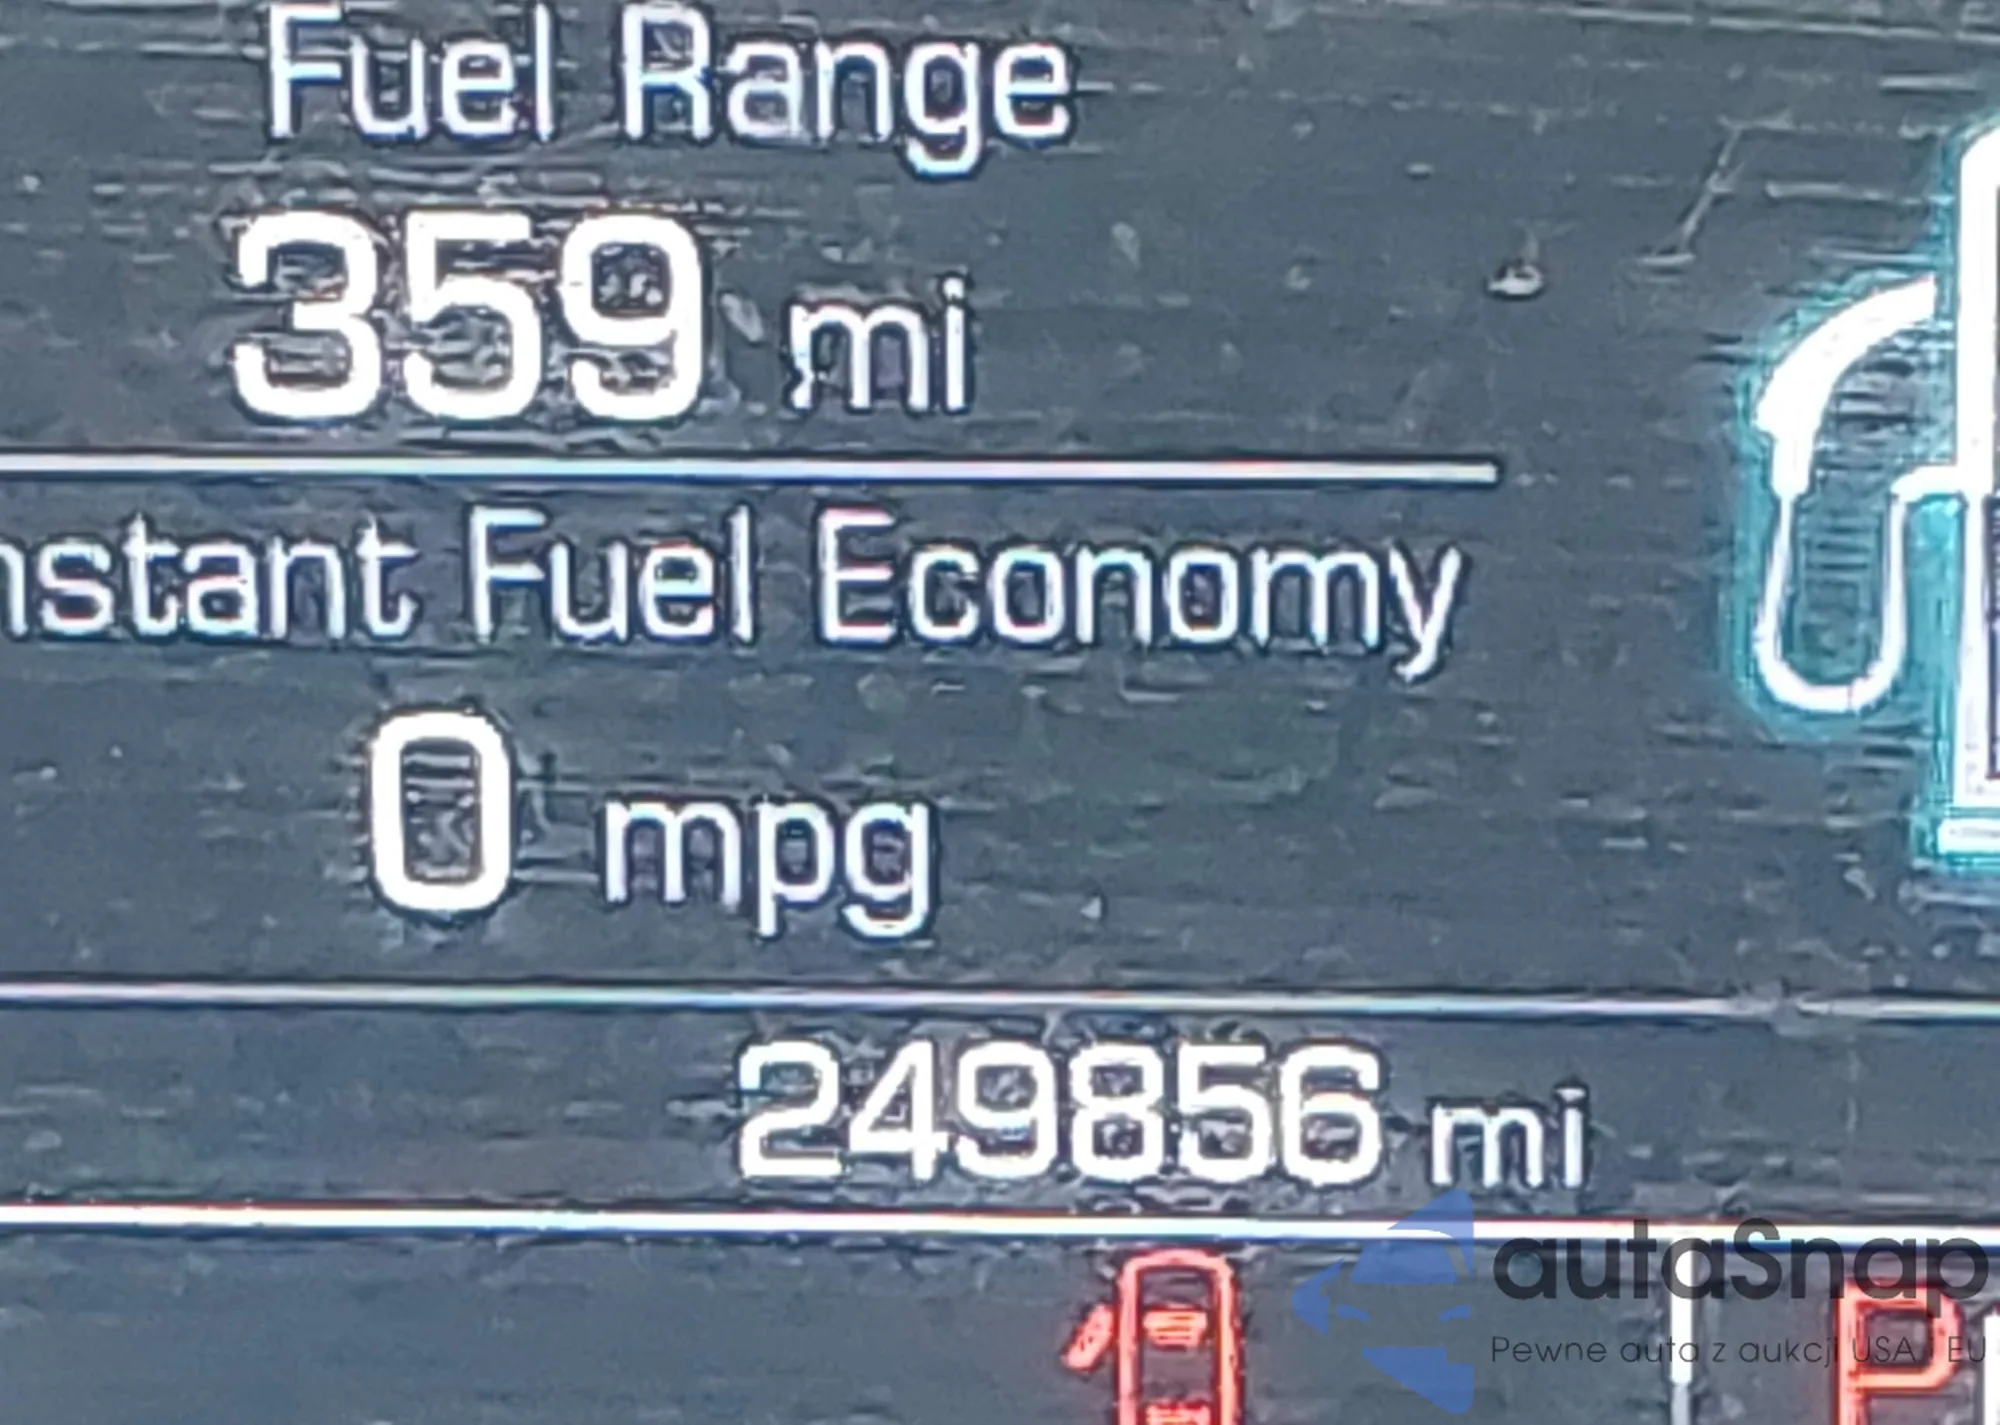 Fuel Range
359 mi
nstant Fuel Economy
0 mpg
249856 mi
autaSnap
Pewne auta z aukcji USA i EU
P